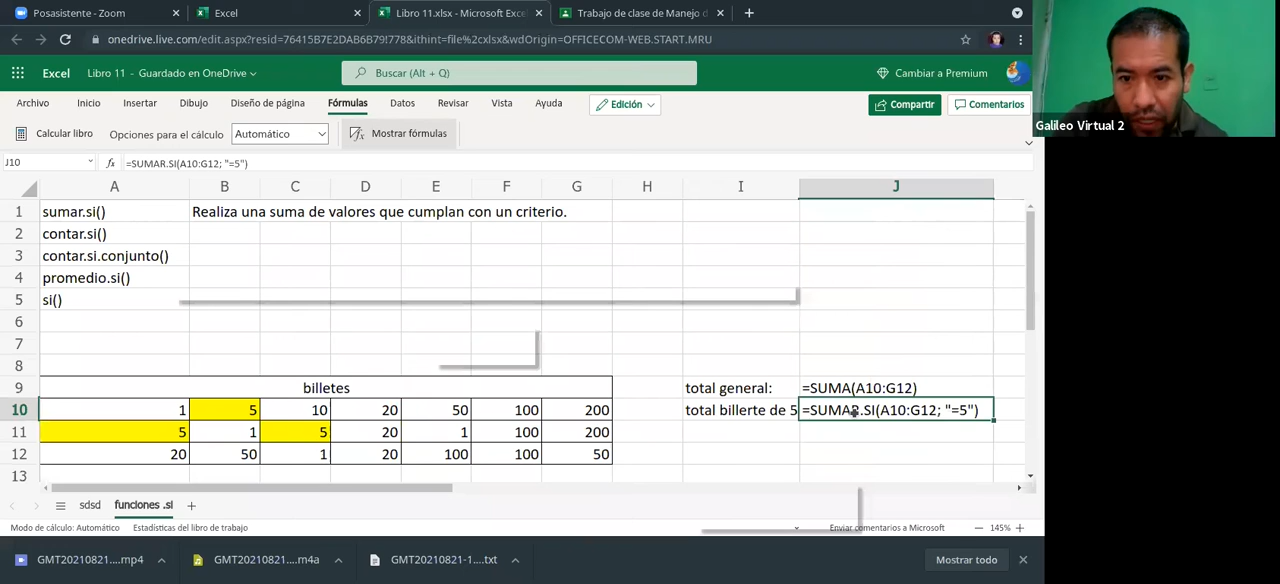 Posasistente - Zoom
Excel
Libro 11.xlsx - Microsoft Exce
Trabajo de clase de Manejo d
onedrive.live.com/edit.aspx?resid=76415B7E2DAB6B79!778&ithint=file%2cxlsx&wdOrigin=OFFICECOM-WEB.START.MRU
Excel Libro 11 - Guardado en OneDrive
Buscar (Alt + Q)
Cambiar a Premium
Archivo Inicio Insertar Dibujo Diseño de página Fórmulas Datos Revisar Vista Ayuda Edición Compartir Comentarios
Galileo Virtual 2
Calcular libro Opciones para el cálculo Automático Mostrar fórmulas
J10 fx =SUMAR.SI(A10:G12; "=5")
A B C D E F G H I J
1 sumar.si() Realiza una suma de valores que cumplan con un criterio.
2 contar.si()
3 contar.si.conjunto()
4 promedio.si()
5 si()
6
7
8
9 billetes total general: =SUMA(A10:G12)
10 1 5 10 20 50 100 200 total billerte de 5 =SUMAR.SI(A10:G12; "=5")
11 5 1 5 20 1 100 200
12 20 50 1 20 100 100 50
13
sdsd funciones .si
Modo de cálculo: Automático Estadísticas del libro de trabajo Enviar comentarios a Microsoft 145%
GMT20210821....mp4 GMT20210821....m4a GMT20210821-1....txt Mostrar todo